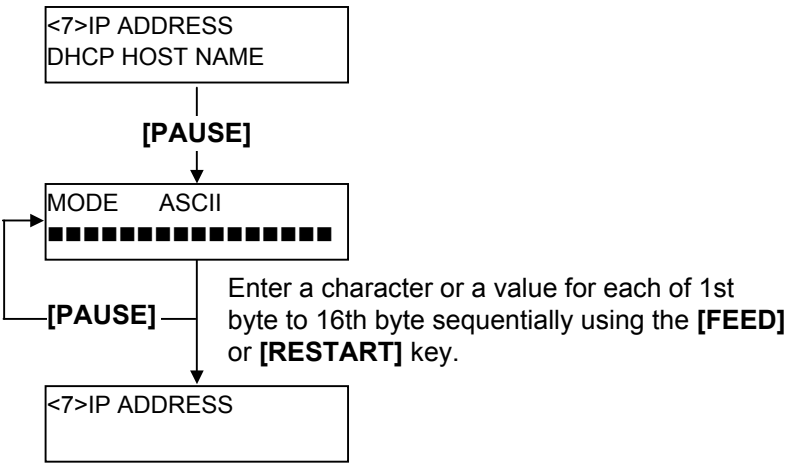 <7>IP ADDRESS
DHCP HOST NAME
[PAUSE]
MODE ASCII
■■■■■■■■■■■■■■■■
[PAUSE]
Enter a character or a value for each of 1st
byte to 16th byte sequentially using the [FEED]
or [RESTART] key.
<7>IP ADDRESS